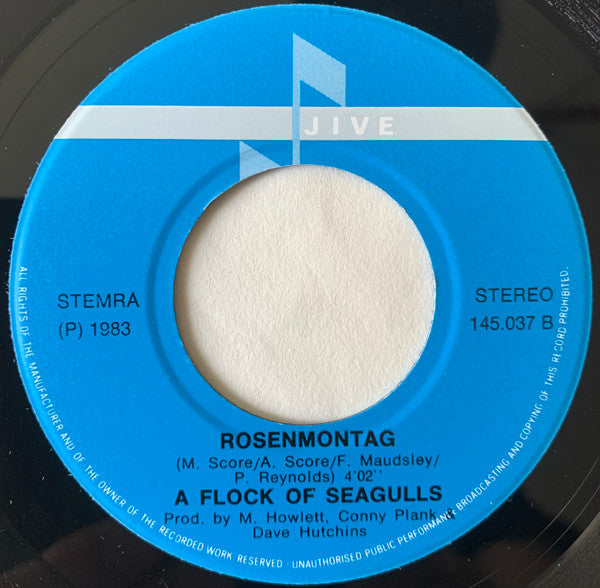 JIVE
STEMRA
(P) 1983
STEREO
145.037 B
ROSENMONTAG
(M. Score/A. Score/F. Maudsley/
P. Reynolds) 4'02''
A FLOCK OF SEAGULLS
Prod. by M. Howlett, Conny Plank &
Dave Hutchins
ALL RIGHTS OF THE MANUFACTURER AND OF THE OWNER OF THE RECORDED WORK RESERVED - UNAUTHORISED PUBLIC PERFORMANCE BROADCASTING AND COPYING OF THIS RECORD PROHIBITED.